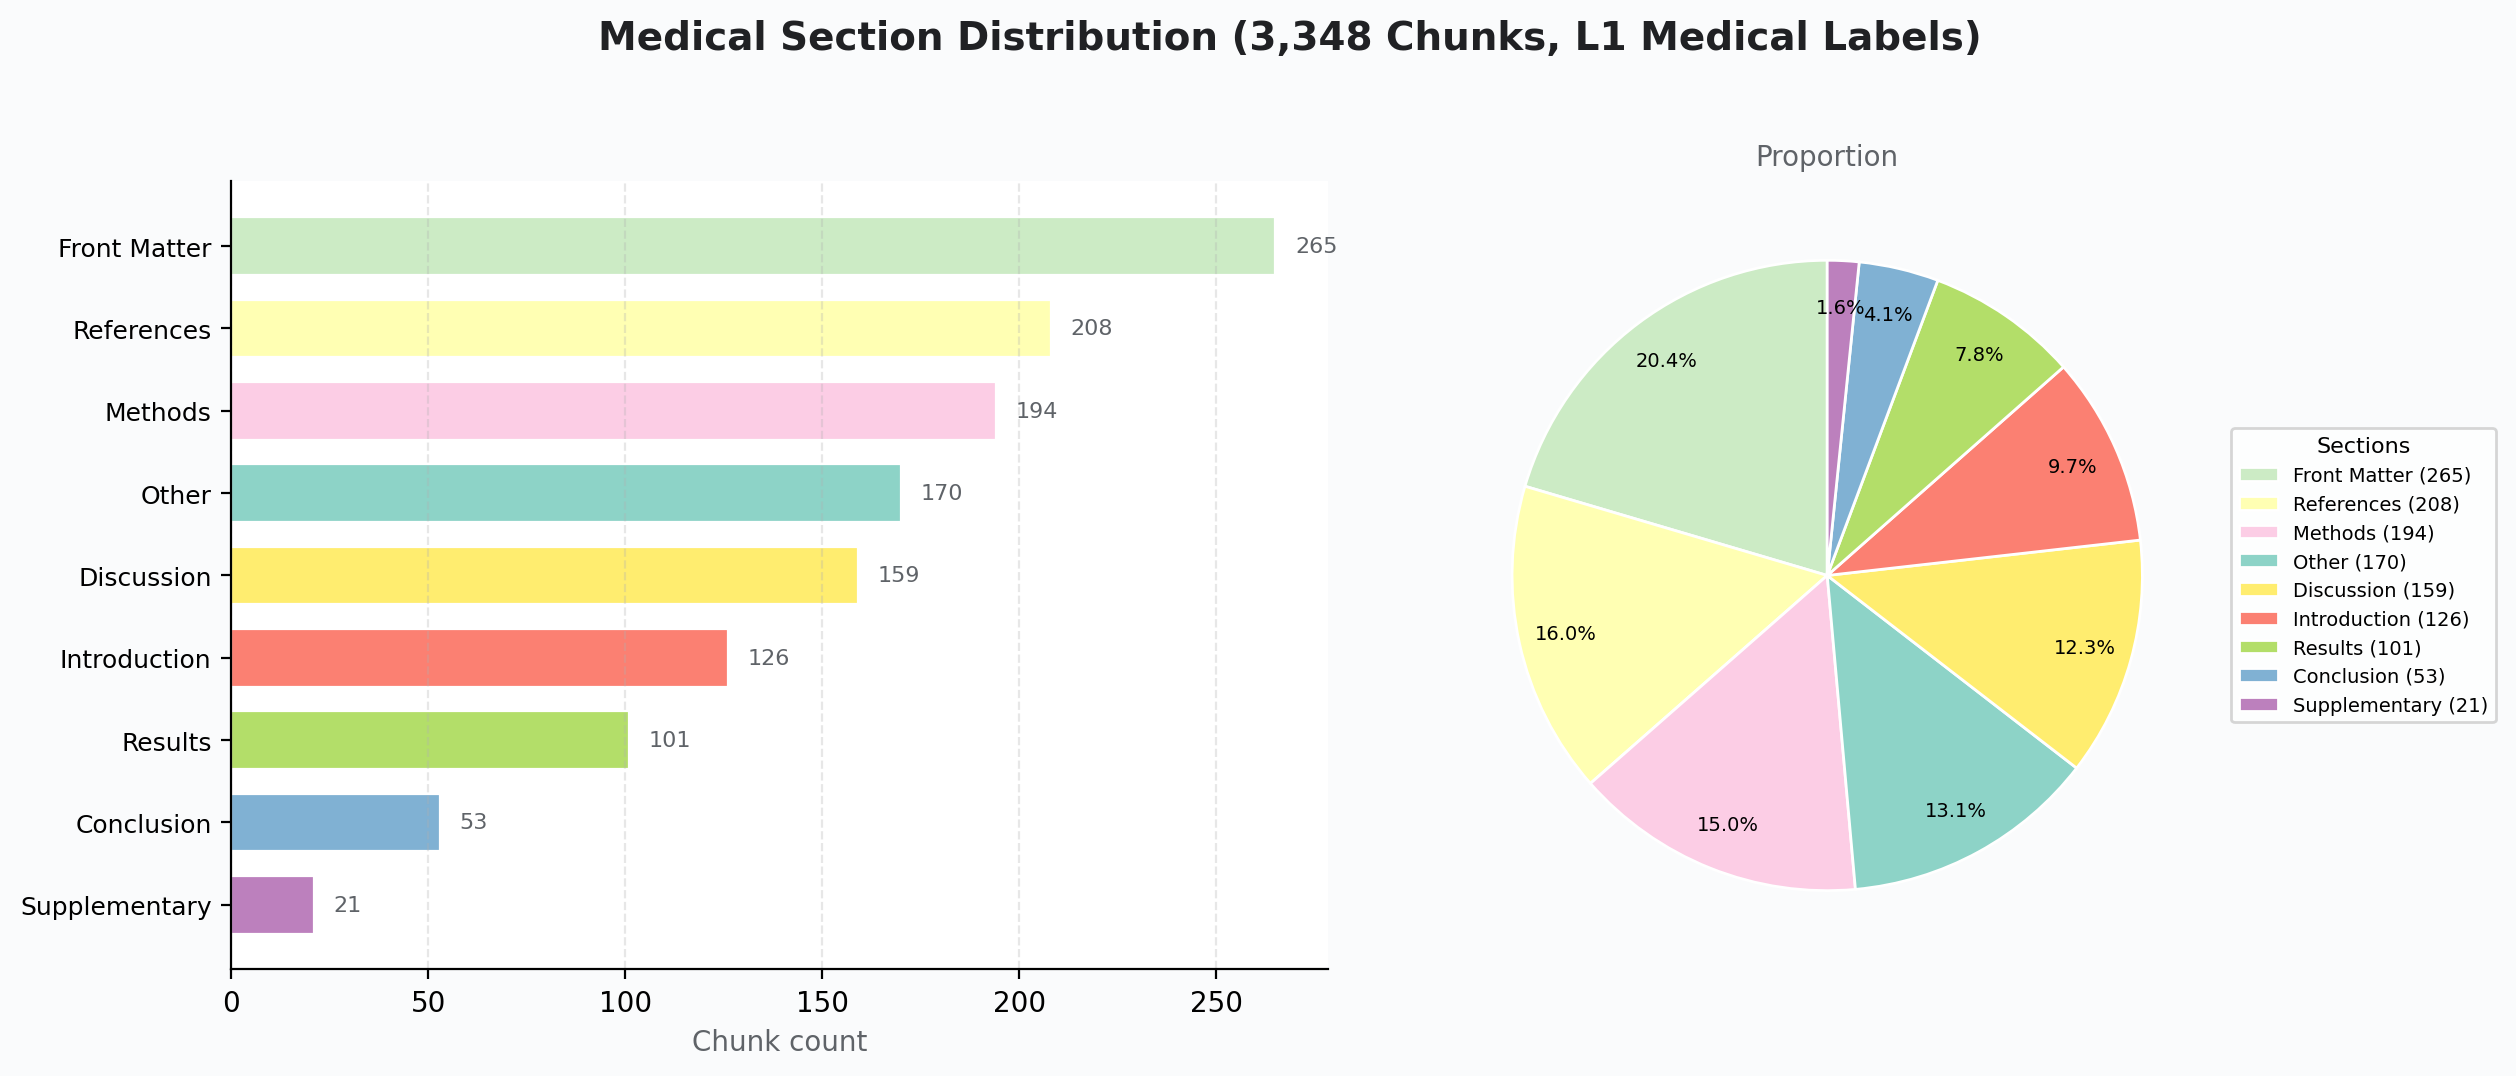 Medical Section Distribution (3,348 Chunks, L1 Medical Labels)
Front Matter
265
References
208
Methods
194
Other
170
Discussion
159
Introduction
126
Results
101
Conclusion
53
Supplementary
21
0 50 100 150 200 250
Chunk count
Proportion
1.6%
4.1%
7.8%
20.4%
9.7%
16.0%
12.3%
15.0%
13.1%
Sections
Front Matter (265)
References (208)
Methods (194)
Other (170)
Discussion (159)
Introduction (126)
Results (101)
Conclusion (53)
Supplementary (21)